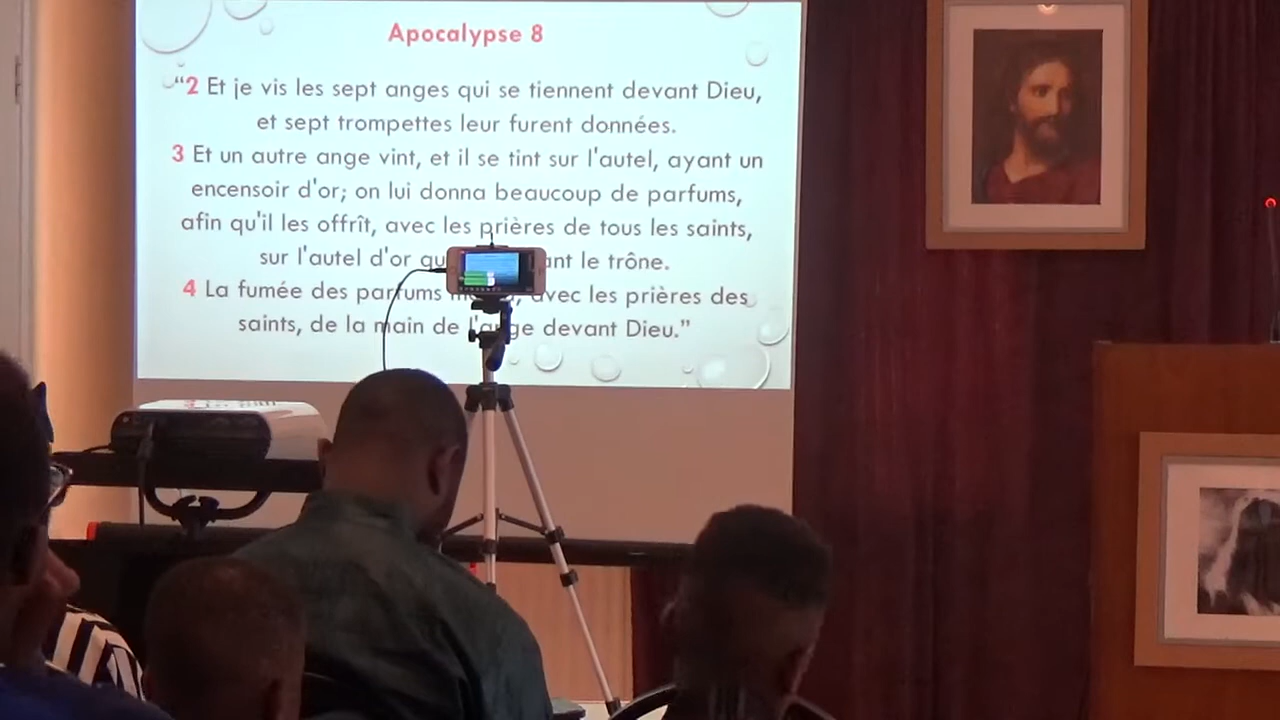 Apocalypse 8
“2 Et je vis les sept anges qui se tiennent devant Dieu,
et sept trompettes leur furent données.
3 Et un autre ange vint, et il se tint sur l'autel, ayant un
encensoir d'or; on lui donna beaucoup de parfums,
afin qu'il les offrît, avec les prières de tous les saints,
sur l'autel d'or le trône.
4 La fumée des parfums avec les prières des
saints, de la main de l'ange devant Dieu.”